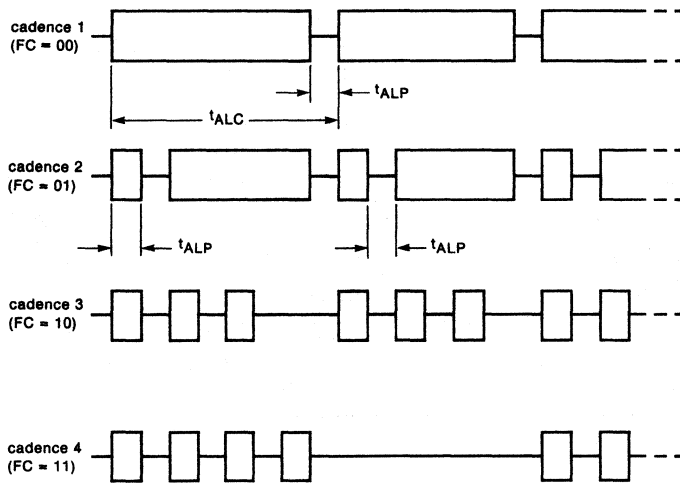 cadence 1
(FC = 00)
tALP
tALC
cadence 2
(FC = 01)
tALP
tALP
cadence 3
(FC = 10)
cadence 4
(FC = 11)